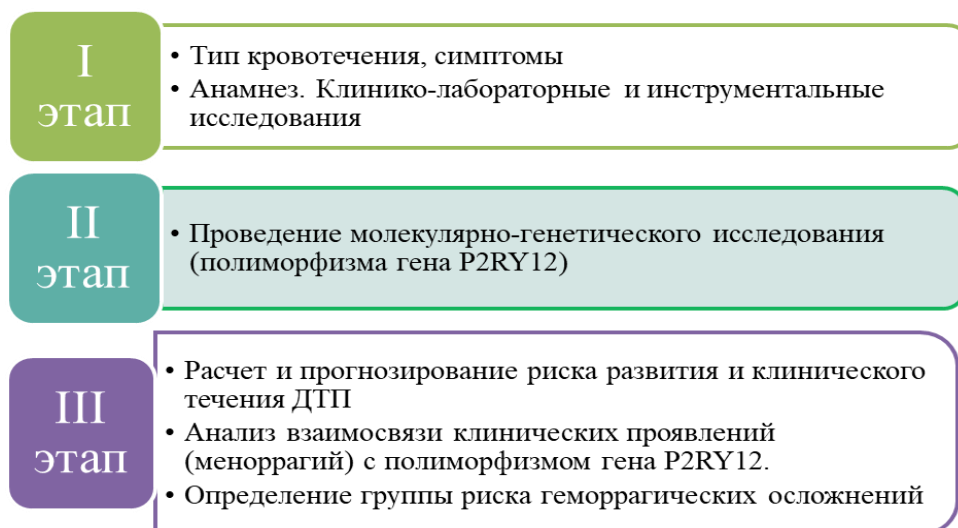 I
этап
• Тип кровотечения, симптомы
• Анамнез. Клинико-лабораторные и инструментальные
исследования
II
этап
• Проведение молекулярно-генетического исследования
(полиморфизма гена P2RY12)
III
этап
• Расчет и прогнозирование риска развития и клинического
течения ДТП
• Анализ взаимосвязи клинических проявлений
(меноррагий) с полиморфизмом гена P2RY12.
• Определение группы риска геморрагических осложнений